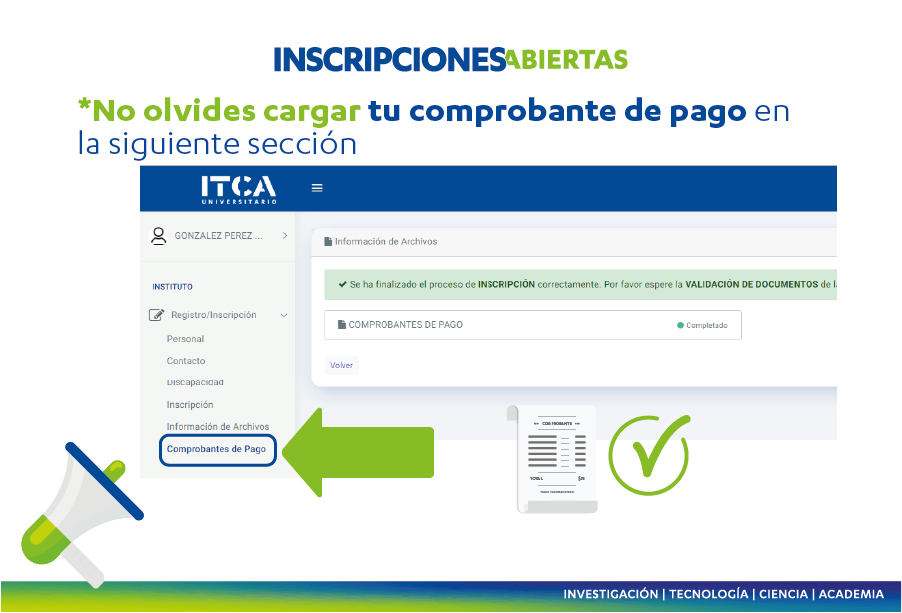 INSCRIPCIONES ABIERTAS
*No olvides cargar tu comprobante de pago en
la siguiente sección
ITCA
UNIVERSITARIO
GONZALEZ PEREZ ...
Información de Archivos
INSTITUTO
Se ha finalizado el proceso de INSCRIPCIÓN correctamente. Por favor espere la VALIDACIÓN DE DOCUMENTOS de
Registro/Inscripción
COMPROBANTES DE PAGO
Completado
Personal
Contacto
Volver
Discapacidad
Inscripción
Información de Archivos
Comprobantes de Pago
COMPROBANTE
TOTAL
INVESTIGACIÓN | TECNOLOGÍA | CIENCIA | ACADEMIA